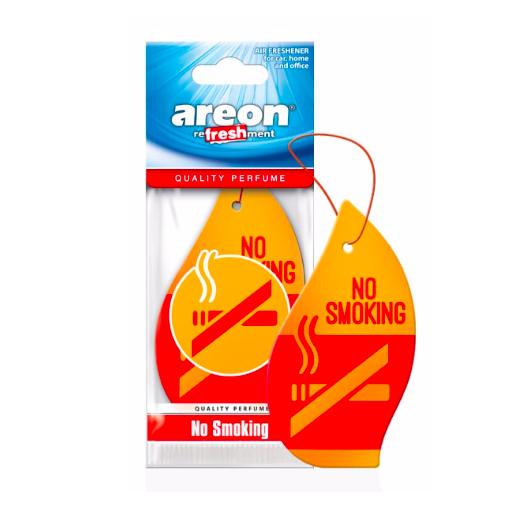 AIR FRESHENER
for car, home
and office
areon®
refreshment
QUALITY PERFUME
NO
KING
NO
SMOKING
QUALITY PERFUME
No Smoking